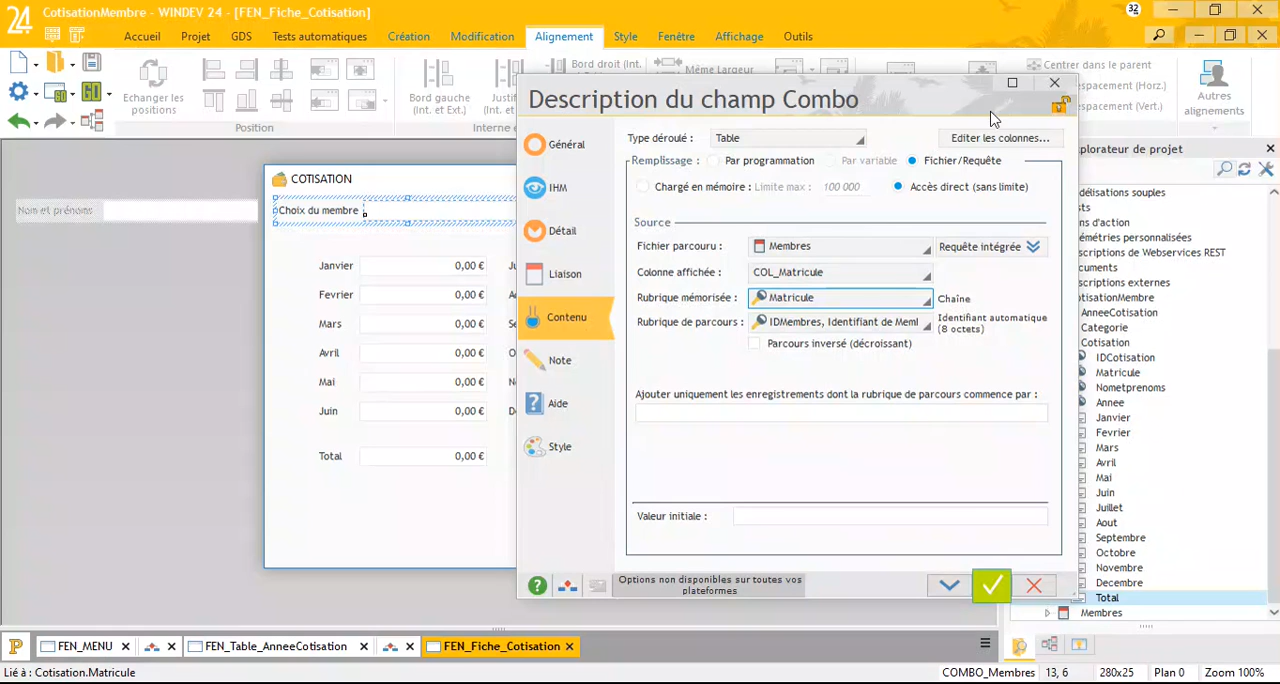 24
CotisationMembre - WINDEV 24 - [FEN_Fiche_Cotisation]
32
Accueil Projet GDS Tests automatiques Création Modification Alignement Style Fenêtre Affichage Outils
Echanger les positions
Position
Bord gauche (Int. et Ext.)
Bord droit (Int.
Même Largeur
Centrer dans le parent
Autres alignements
Description du champ Combo
Général
IHM
Détail
Liaison
Contenu
Note
Aide
Style
Type déroulé : Table Editer les colonnes...
Remplissage : Par programmation Par variable Fichier/Requête
Chargé en mémoire : Limite max : 100 000 Accès direct (sans limite)
Source
Fichier parcouru : Membres Requête intégrée
Colonne affichée : COL_Matricule
Rubrique mémorisée : Matricule Chaîne
Rubrique de parcours : IDMembres, Identifiant de Meml Identifiant automatique (8 octets)
Parcours inversé (décroissant)
Ajouter uniquement les enregistrements dont la rubrique de parcours commence par :
Valeur initiale :
Options non disponibles sur toutes vos plateformes
Nom et prénoms
COTISATION
Choix du membre
Janvier 0,00 €
Fevrier 0,00 €
Mars 0,00 €
Avril 0,00 €
Mai 0,00 €
Juin 0,00 €
Total 0,00 €
plorateur de projet
délisations souples
sts
ns d'action
ométries personnalisées
escriptions de Webservices REST
cuments
escriptions externes
otisationMembre
AnneeCotisation
Categorie
Cotisation
IDCotisation
Matricule
Nometprenoms
Annee
Janvier
Fevrier
Mars
Avril
Mai
Juin
Juillet
Aout
Septembre
Octobre
Novembre
Decembre
Total
Membres
FEN_MENU FEN_Table_AnneeCotisation FEN_Fiche_Cotisation
Lié à : Cotisation.Matricule COMBO_Membres 13, 6 280x25 Plan 0 Zoom 100%